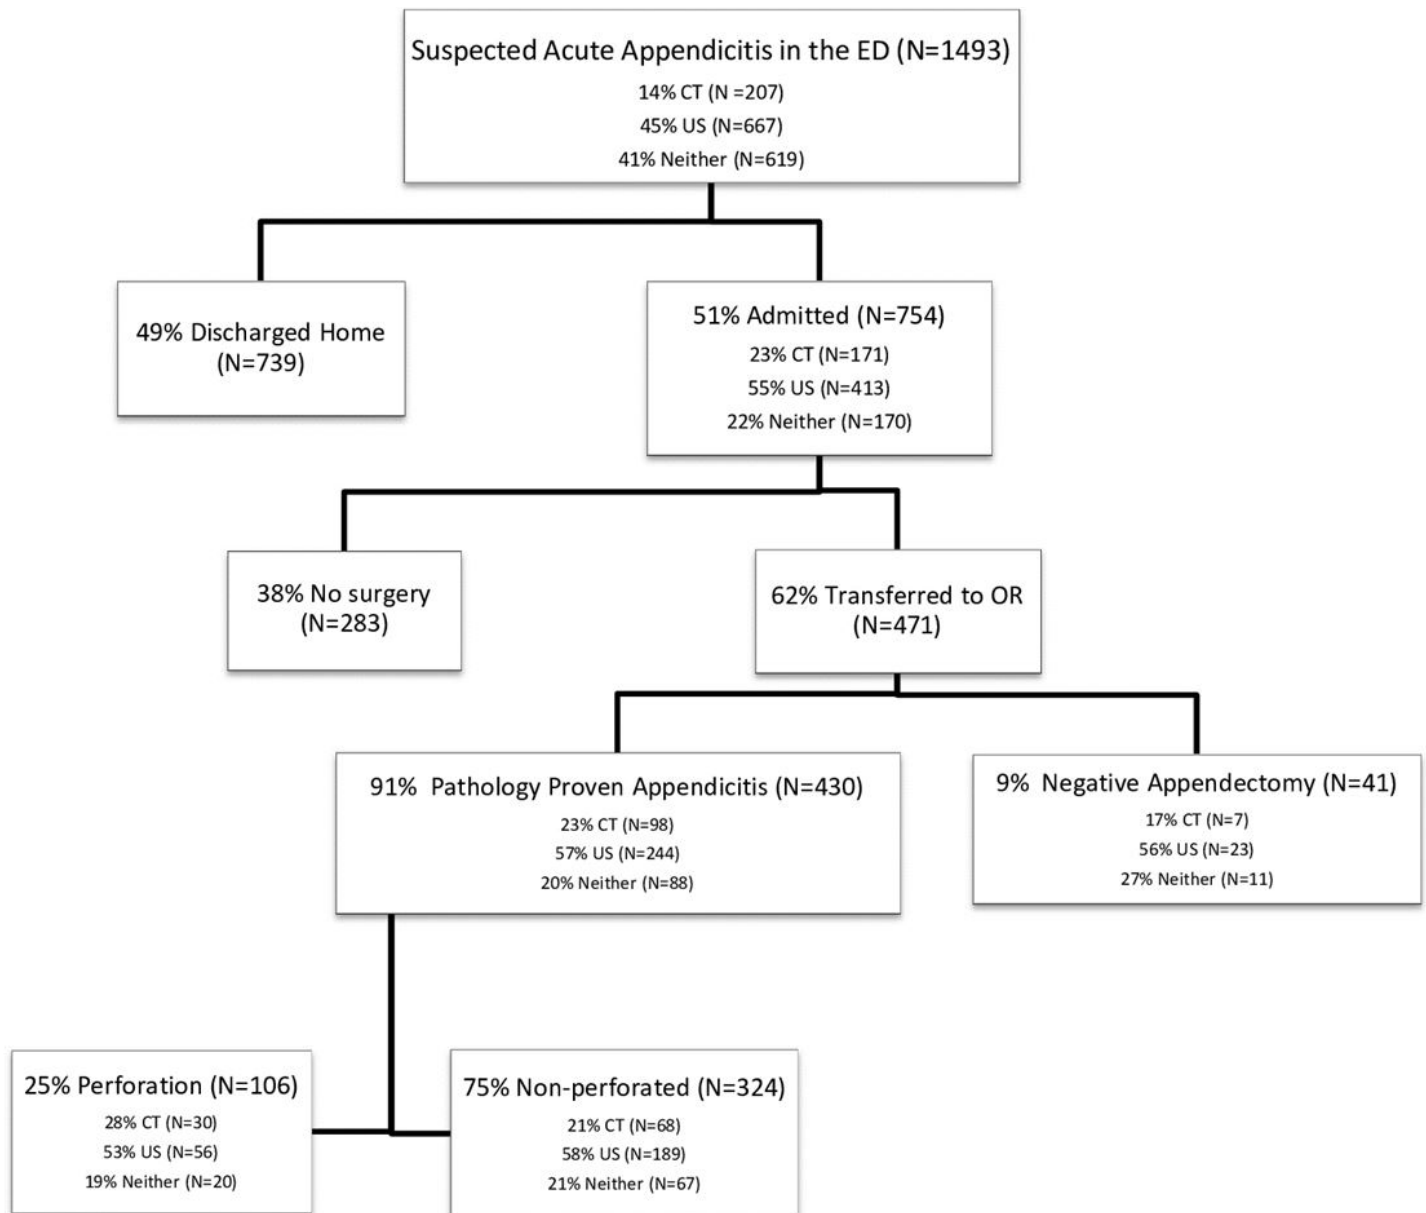 Suspected Acute Appendicitis in the ED (N=1493)
14% CT (N =207)
45% US (N=667)
41% Neither (N=619)
49% Discharged Home
(N=739)
51% Admitted (N=754)
23% CT (N=171)
55% US (N=413)
22% Neither (N=170)
38% No surgery
(N=283)
62% Transferred to OR
(N=471)
91%  Pathology Proven Appendicitis (N=430)
23% CT (N=98)
57% US (N=244)
20% Neither (N=88)
9%  Negative Appendectomy (N=41)
17% CT (N=7)
56% US (N=23)
27% Neither (N=11)
25% Perforation (N=106)
28% CT (N=30)
53% US (N=56)
19% Neither (N=20)
75% Non-perforated (N=324)
21% CT (N=68)
58% US (N=189)
21% Neither (N=67)